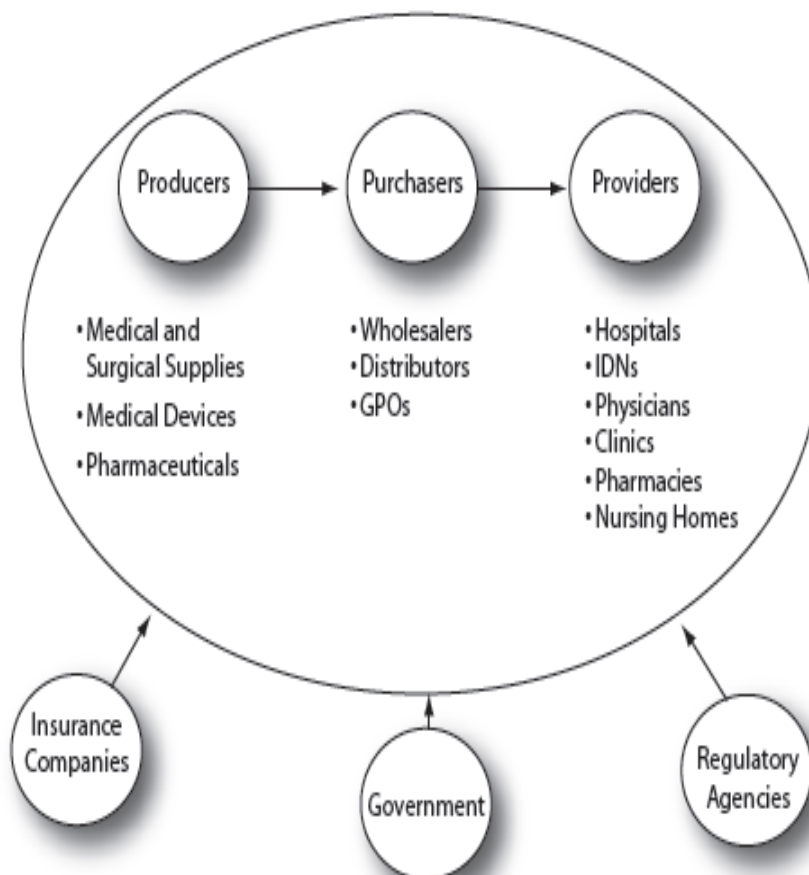 Producers
Purchasers
Providers
• Medical and
Surgical Supplies
• Medical Devices
• Pharmaceuticals
• Wholesalers
• Distributors
• GPOs
• Hospitals
• IDNs
• Physicians
• Clinics
• Pharmacies
• Nursing Homes
Insurance
Companies
Government
Regulatory
Agencies